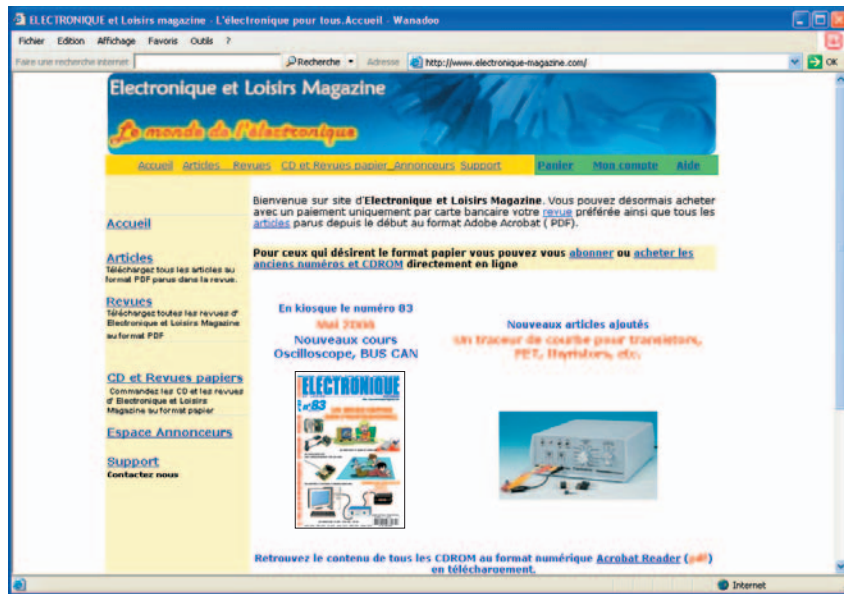 ELECTRONIQUE et Loisirs magazine - L'électronique pour tous.Accueil - Wanadoo
Fichier Edition Affichage Favoris Outils ?
Faire une recherche internet Recherche Adresse http://www.electronique-magazine.com/ OK
Electronique et Loisirs Magazine
Le monde de l'électronique
Accueil Articles Revues CD et Revues papier Annonceurs Support Panier Mon compte Aide
Bienvenue sur site d'Electronique et Loisirs Magazine. Vous pouvez désormais acheter
avec un paiement uniquement par carte bancaire votre revue préférée ainsi que tous les
articles parus depuis le début au format Adobe Acrobat ( PDF).
Pour ceux qui désirent le format papier vous pouvez vous abonner ou acheter les
anciens numéros et CDROM directement en ligne
Accueil
Articles
Téléchargez tous les articles au
format PDF parus dans la revue.
Revues
Téléchargez toutes les revues d'
Electronique et Loisirs Magazine
au format PDF
CD et Revues papiers
Commandez les CD et les revues
d' Electronique et Loisirs
Magazine au format papier
Espace Annonceurs
Support
Contactez nous
En kiosque le numéro 83
Mai
Nouveaux cours
Oscilloscope, BUS CAN
ELECTRONIQUE
n°83
Nouveaux articles ajoutés
Un traceur de courbe pour transistors,
FET, thyristors, etc.
Retrouvez le contenu de tous les CDROM au format numérique Acrobat Reader (pdf)
en téléchargement.
Internet